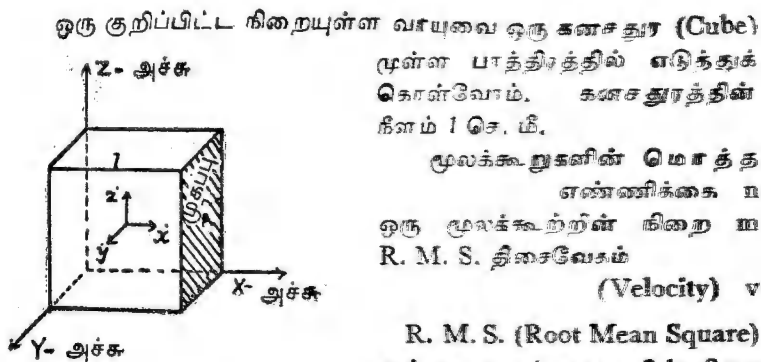 ஒரு குறிப்பிட்ட நிறையுள்ள வாயுவை ஒரு கனசதுர (Cube)
முள்ள பாத்திரத்தில் எடுத்துக்
கொள்வோம். கனசதுரத்தின்
நீளம் l செ. மீ.
மூலக்கூறுகளின் மொத்த
எண்ணிக்கை n
ஒரு மூலக்கூற்றின் நிறை m
R. M. S. திசைவேகம்
(Velocity) v
R. M. S. (Root Mean Square)
Z- அச்சு
l
முகப்பு
z
y
x
X- அச்சு
Y- அச்சு